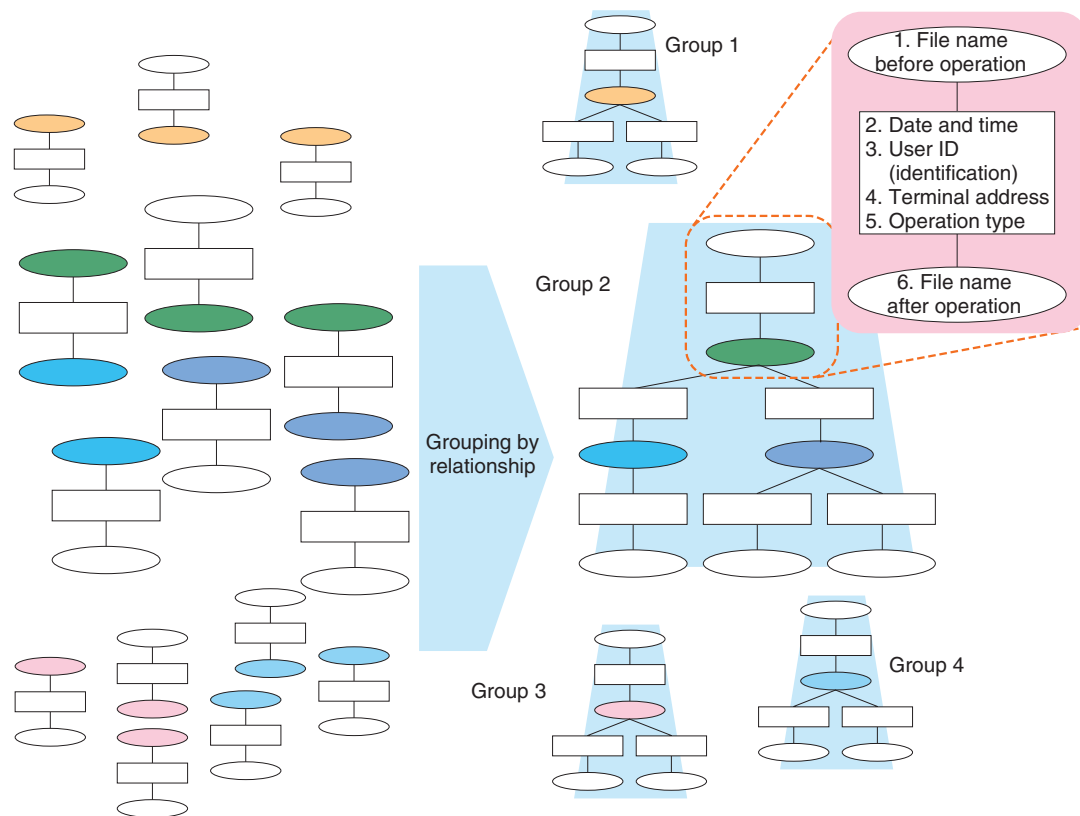 Group 1
1. File name
before operation
2. Date and time
3. User ID
(identification)
4. Terminal address
5. Operation type
6. File name
after operation
Group 2
Grouping by
relationship
Group 3
Group 4